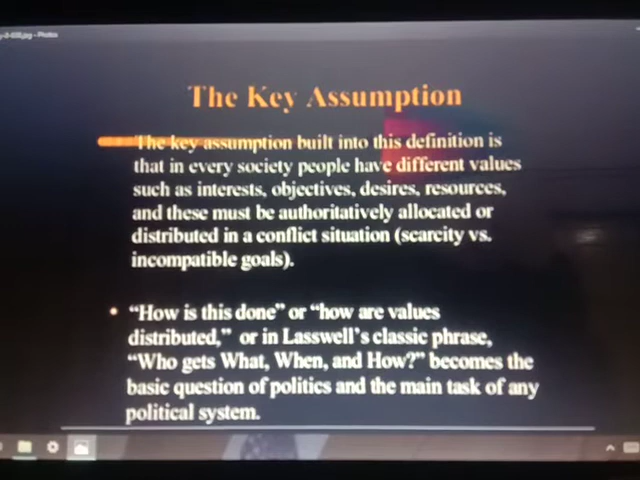 The Key Assumption
The key assumption built into this definition is
that in every society people have different values
such as interests, objectives, desires, resources,
and these must be authoritatively allocated or
distributed in a conflict situation (scarcity vs.
incompatible goals).
• “How is this done” or “how are values
distributed,” or in Lasswell’s classic phrase,
“Who gets What, When, and How?” becomes the
basic question of politics and the main task of any
political system.